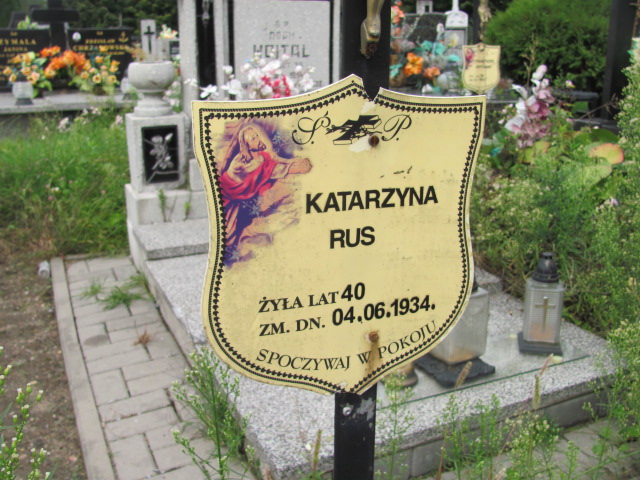 Ś. P.
KATARZYNA
RUS
ŻYŁA LAT 40
ZM. DN. 04.06.1934.
SPOCZYWAJ W POKOJU